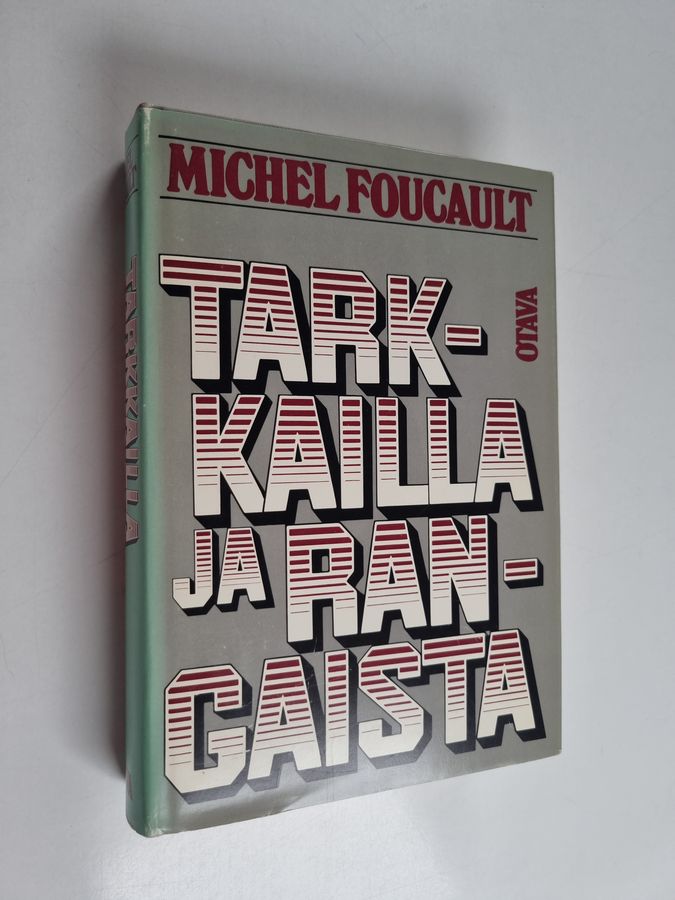 MICHEL FOUCAULT
OTAVA
TARK-
KAILLA
JA RAN-
GAISTA
TARKKAILLA